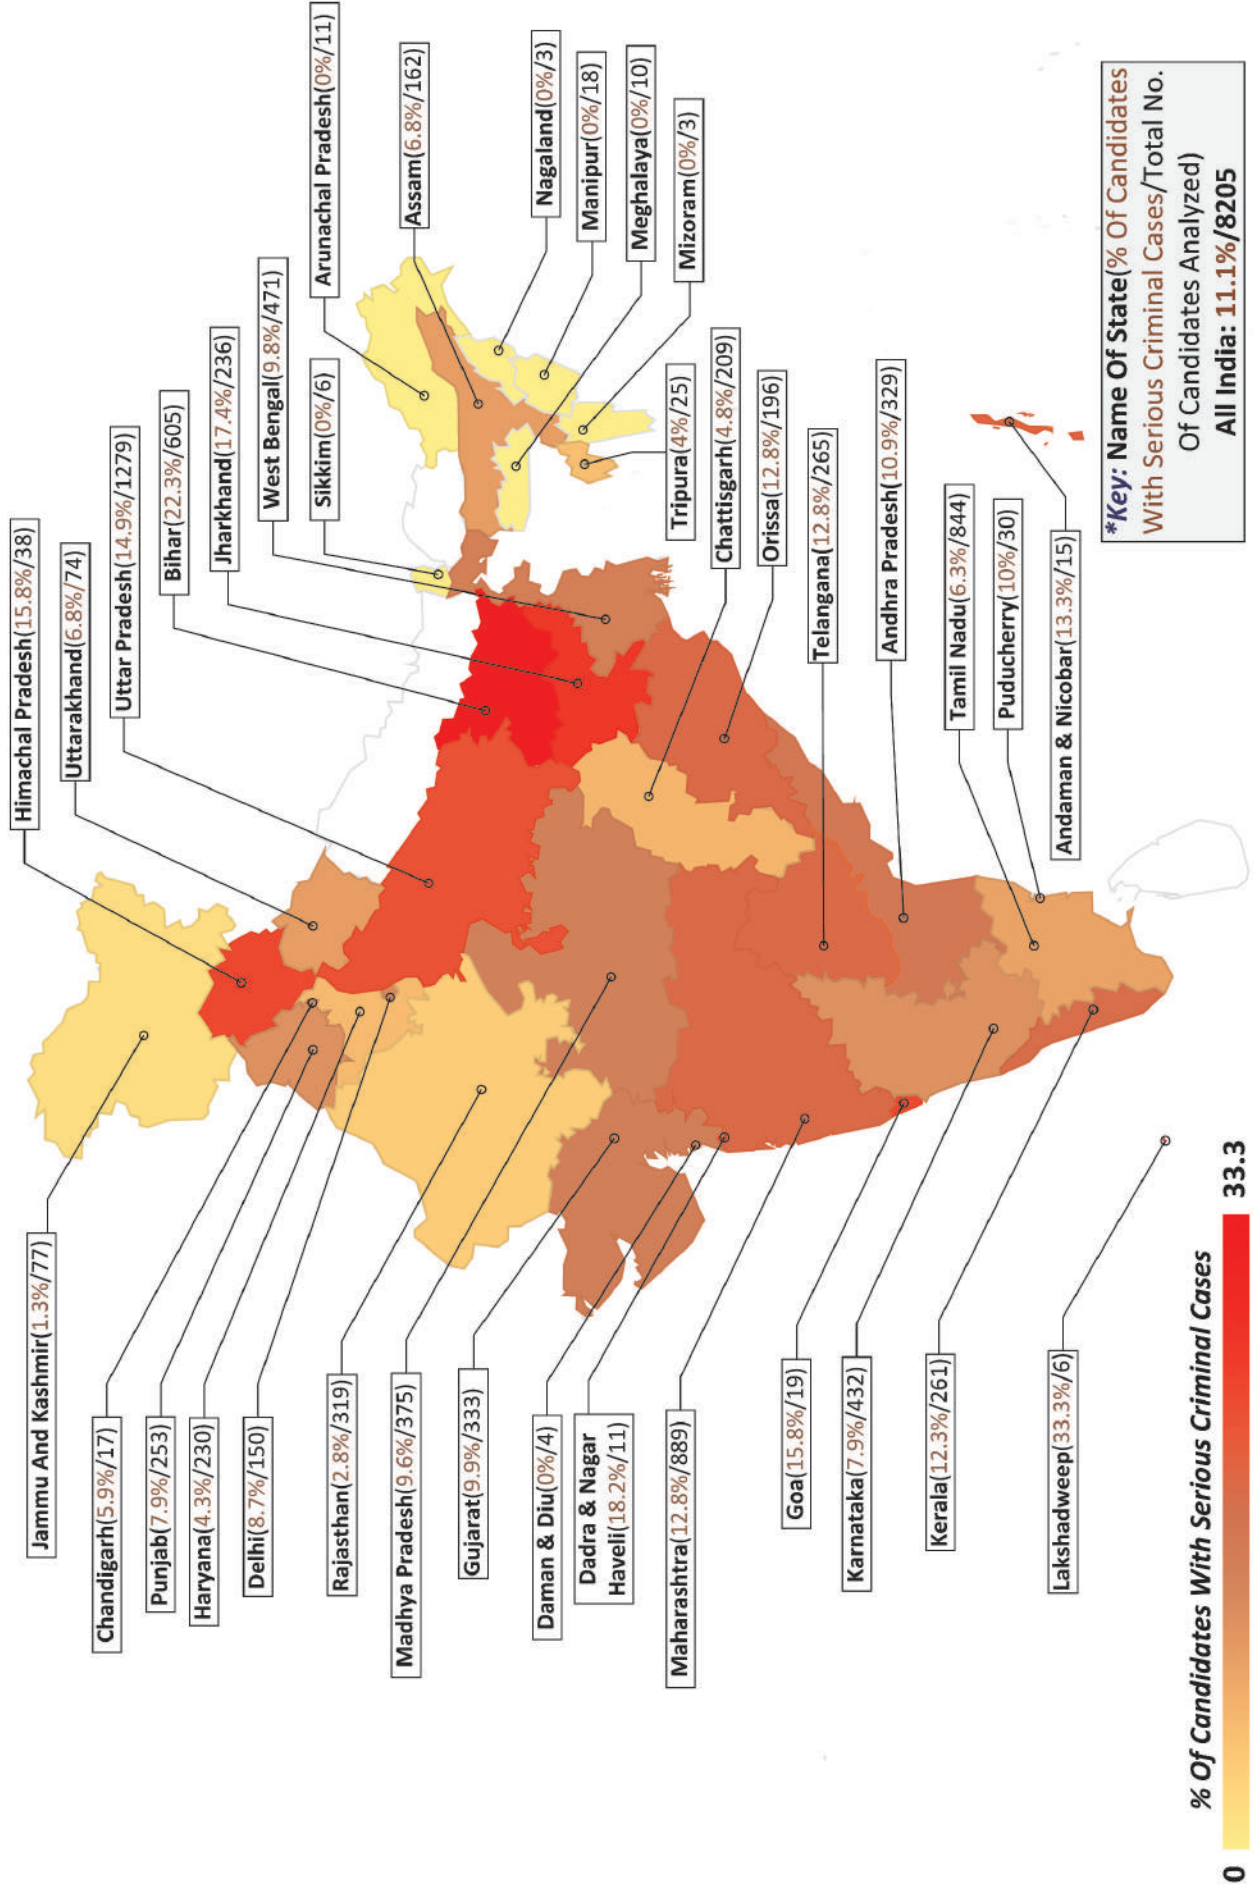 Jammu And Kashmir(1.3%/77)
Chandigarh(5.9%/17)
Punjab(7.9%/253)
Haryana(4.3%/230)
Delhi(8.7%/150)
Rajasthan(2.8%/319)
Madhya Pradesh(9.6%/375)
Gujarat(9.9%/333)
Daman & Diu(0%/4)
Dadra & Nagar
Haveli(18.2%/11)
Maharashtra(12.8%/889)
Goa(15.8%/19)
Karnataka(7.9%/432)
Kerala(12.3%/261)
Lakshadweep(33.3%/6)
Himachal Pradesh(15.8%/38)
Uttarakhand(6.8%/74)
Uttar Pradesh(14.9%/1279)
Bihar(22.3%/605)
Jharkhand(17.4%/236)
West Bengal(9.8%/471)
Sikkim(0%/6)
Arunachal Pradesh(0%/11)
Assam(6.8%/162)
Nagaland(0%/3)
Manipur(0%/18)
Meghalaya(0%/10)
Mizoram(0%/3)
Tripura(4%/25)
Chattisgarh(4.8%/209)
Orissa(12.8%/196)
Telangana(12.8%/265)
Andhra Pradesh(10.9%/329)
Tamil Nadu(6.3%/844)
Puducherry(10%/30)
Andaman & Nicobar(13.3%/15)
*Key: Name Of State(% Of Candidates
With Serious Criminal Cases/Total No.
Of Candidates Analyzed)
All India: 11.1%/8205
% Of Candidates With Serious Criminal Cases
0
33.3